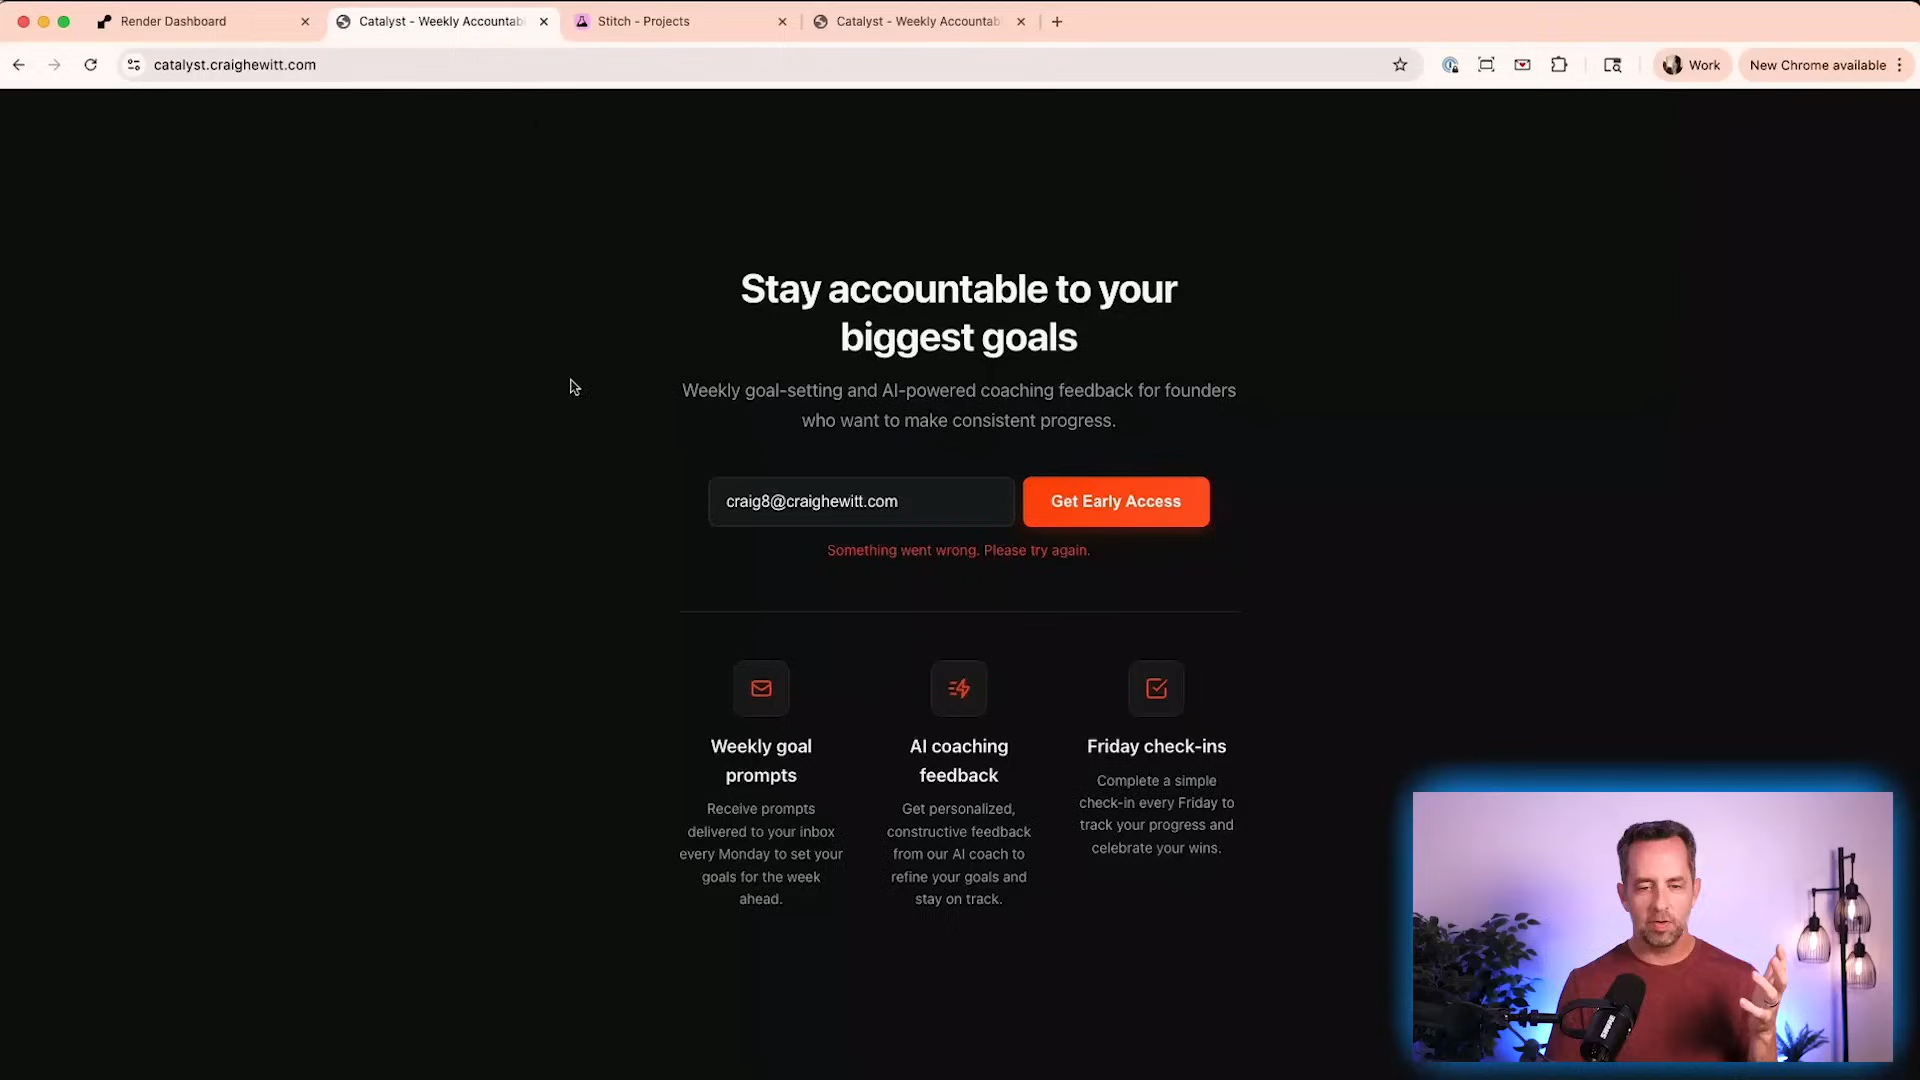 Render Dashboard
Catalyst - Weekly Accountab
Stitch - Projects
Catalyst - Weekly Accountab
catalyst.craighewitt.com
Work
New Chrome available
Stay accountable to your
biggest goals
Weekly goal-setting and AI-powered coaching feedback for founders
who want to make consistent progress.
craig8@craighewitt.com
Get Early Access
Something went wrong. Please try again.
Weekly goal
prompts
Receive prompts
delivered to your inbox
every Monday to set your
goals for the week
ahead.
AI coaching
feedback
Get personalized,
constructive feedback
from our AI coach to
refine your goals and
stay on track.
Friday check-ins
Complete a simple
check-in every Friday to
track your progress and
celebrate your wins.
SHURE